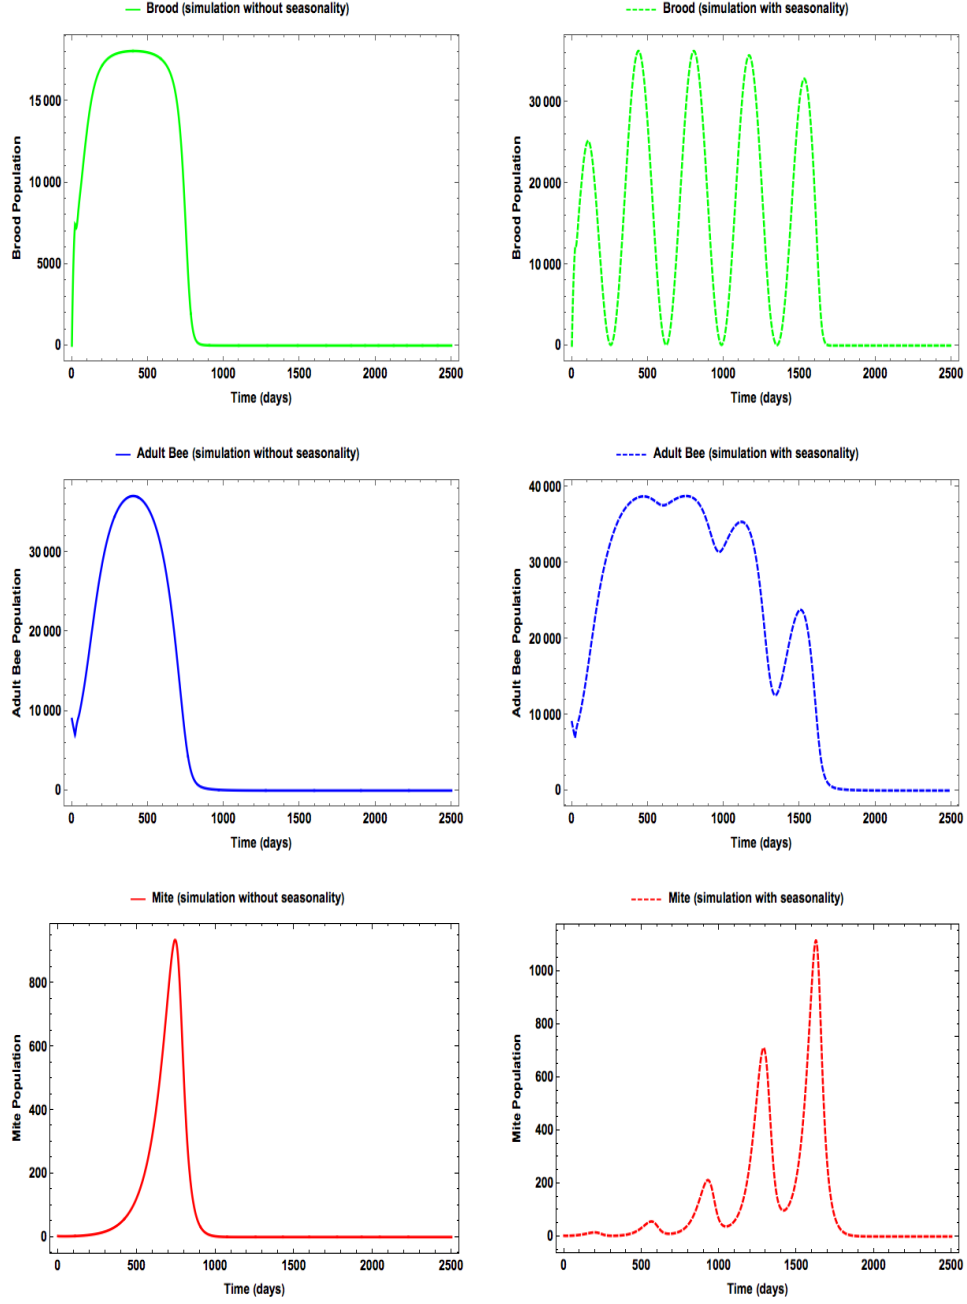 Brood (simulation without seasonality)
Brood Population
15 000
10 000
5000
0
0 500 1000 1500 2000 2500
Time (days)
Brood (simulation with seasonality)
Brood Population
30 000
20 000
10 000
0
0 500 1000 1500 2000 2500
Time (days)
Adult Bee (simulation without seasonality)
Adult Bee Population
30 000
20 000
10 000
0
0 500 1000 1500 2000 2500
Time (days)
Adult Bee (simulation with seasonality)
Adult Bee Population
40 000
30 000
20 000
10 000
0
0 500 1000 1500 2000 2500
Time (days)
Mite (simulation without seasonality)
Mite Population
800
600
400
200
0
0 500 1000 1500 2000 2500
Time (days)
Mite (simulation with seasonality)
Mite Population
1000
800
600
400
200
0
0 500 1000 1500 2000 2500
Time (days)